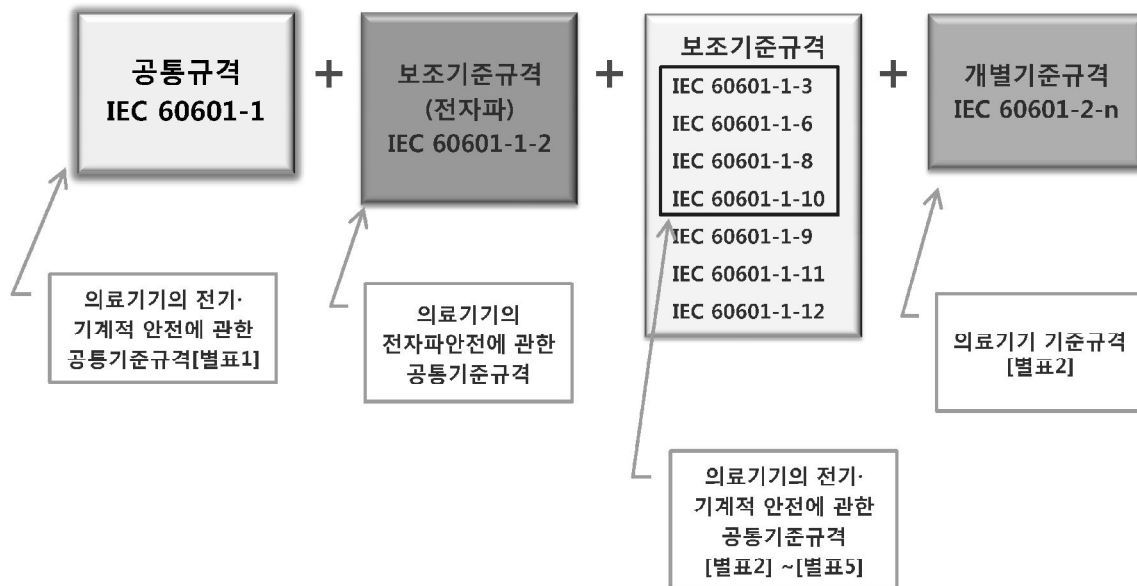 공통규격
IEC 60601-1
+
보조기준규격
(전자파)
IEC 60601-1-2
+
보조기준규격
IEC 60601-1-3
IEC 60601-1-6
IEC 60601-1-8
IEC 60601-1-10
IEC 60601-1-9
IEC 60601-1-11
IEC 60601-1-12
+
개별기준규격
IEC 60601-2-n
의료기기의 전기·
기계적 안전에 관한
공통기준규격[별표1]
의료기기의
전자파안전에 관한
공통기준규격
의료기기의 전기·
기계적 안전에 관한
공통기준규격
[별표2] ~[별표5]
의료기기 기준규격
[별표2]